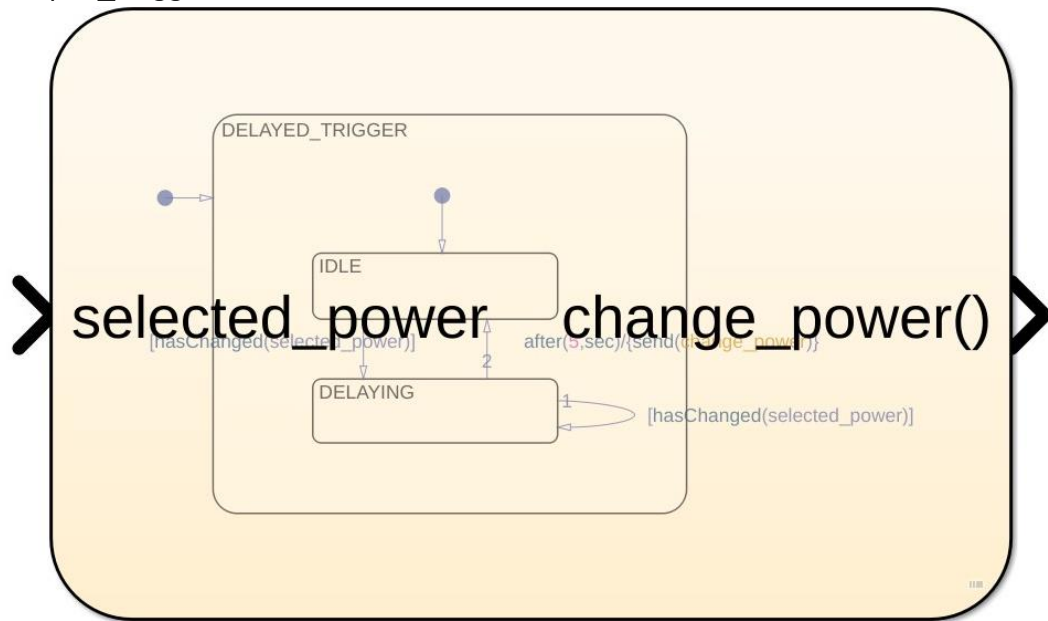 DELAYED_TRIGGER
IDLE
selected_power change_power()
[hasChanged(selected_power)] after(5,sec)/{send(change_power)}
2
DELAYING
1
[hasChanged(selected_power)]